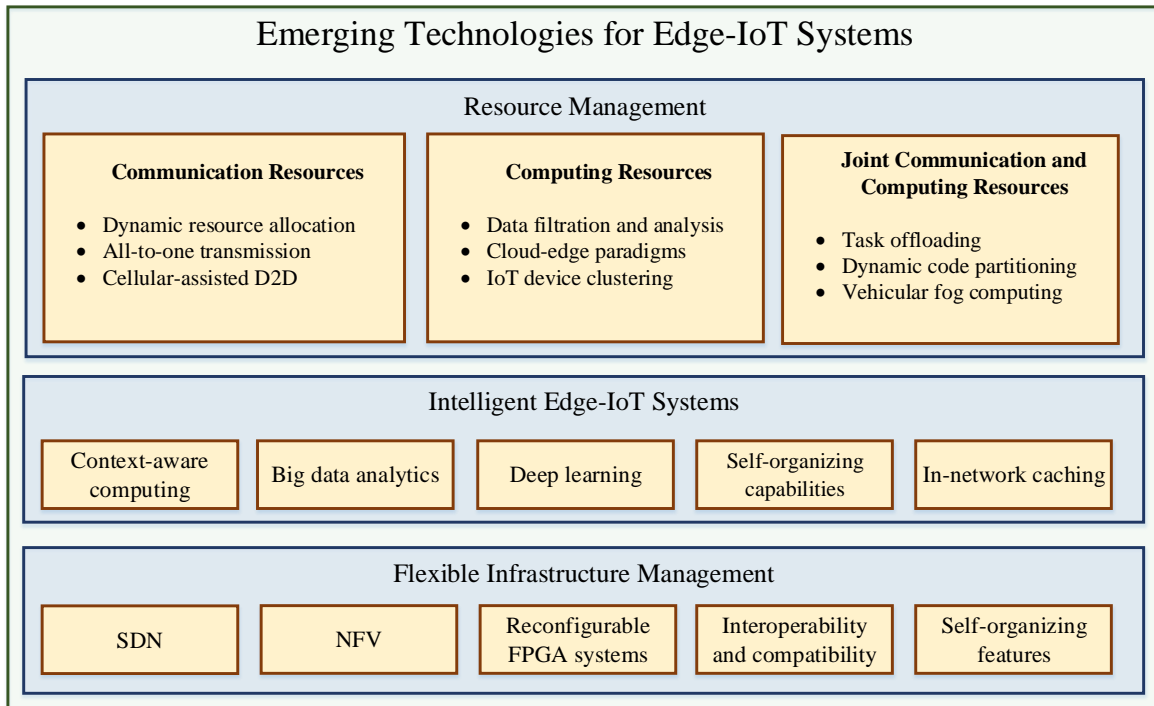 Emerging Technologies for Edge-IoT Systems
Resource Management
Communication Resources
• Dynamic resource allocation
• All-to-one transmission
• Cellular-assisted D2D
Computing Resources
• Data filtration and analysis
• Cloud-edge paradigms
• IoT device clustering
Joint Communication and
Computing Resources
• Task offloading
• Dynamic code partitioning
• Vehicular fog computing
Intelligent Edge-IoT Systems
Context-aware
computing
Big data analytics
Deep learning
Self-organizing
capabilities
In-network caching
Flexible Infrastructure Management
SDN
NFV
Reconfigurable
FPGA systems
Interoperability
and compatibility
Self-organizing
features